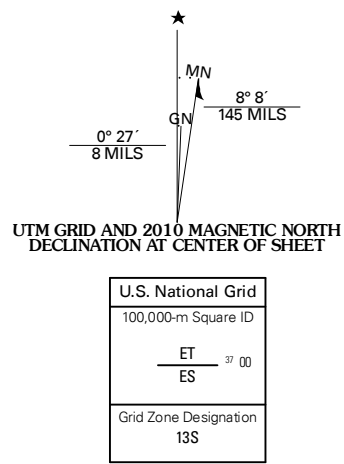 MN
8° 8´
145 MILS
GN
0° 27´
8 MILS
UTM GRID AND 2010 MAGNETIC NORTH
DECLINATION AT CENTER OF SHEET
U.S. National Grid
100,000-m Square ID
ET
37 00
ES
Grid Zone Designation
13S